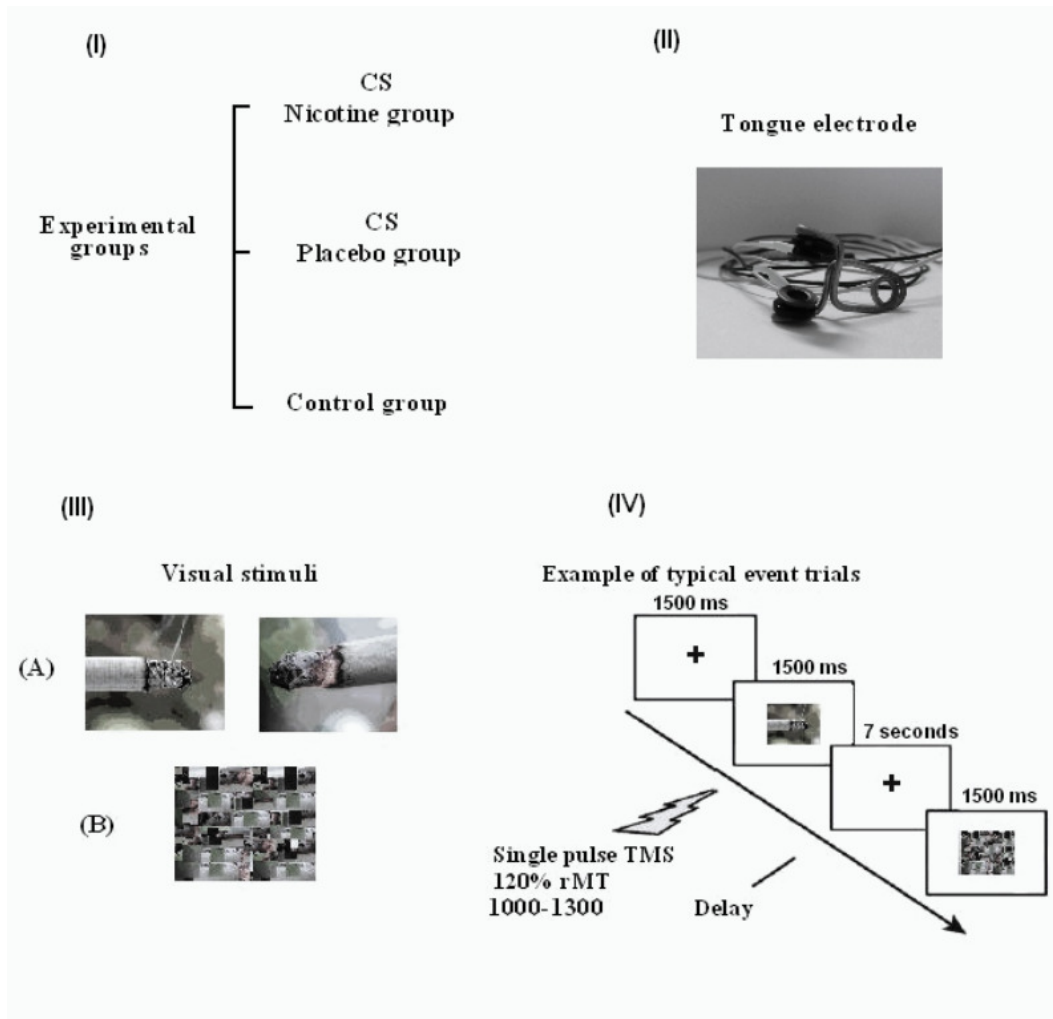 (I)
CS
Nicotine group
Experimental
groups
CS
Placebo group
Control group
(II)
Tongue electrode
(III)
Visual stimuli
(A)
(B)
(IV)
Example of typical event trials
1500 ms
1500 ms
7 seconds
1500 ms
Single pulse TMS
120% rMT
1000-1300
Delay